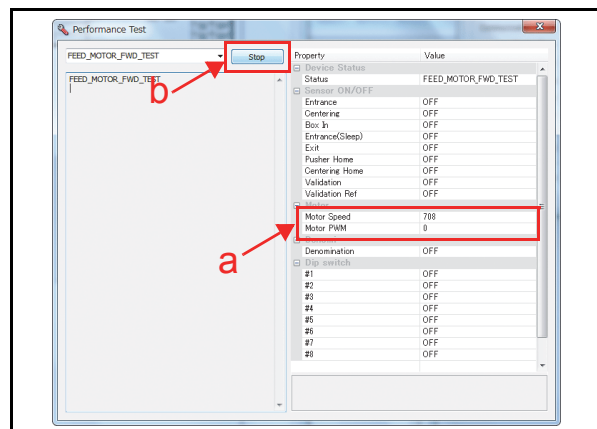 Performance Test
FEED_MOTOR_FWD_TEST Stop
FEED_MOTOR_FWD_TEST
b
a
Property Value
Device Status
Status FEED_MOTOR_FWD_TEST
Sensor ON/OFF
Entrance OFF
Centering OFF
Box In OFF
Entrance(Sleep) OFF
Exit OFF
Pusher Home OFF
Centering Home OFF
Validation OFF
Validation Ref OFF
Motor
Motor Speed 708
Motor PWM 0
Denomination OFF
Dip switch
#1 OFF
#2 OFF
#3 OFF
#4 OFF
#5 OFF
#6 OFF
#7 OFF
#8 OFF